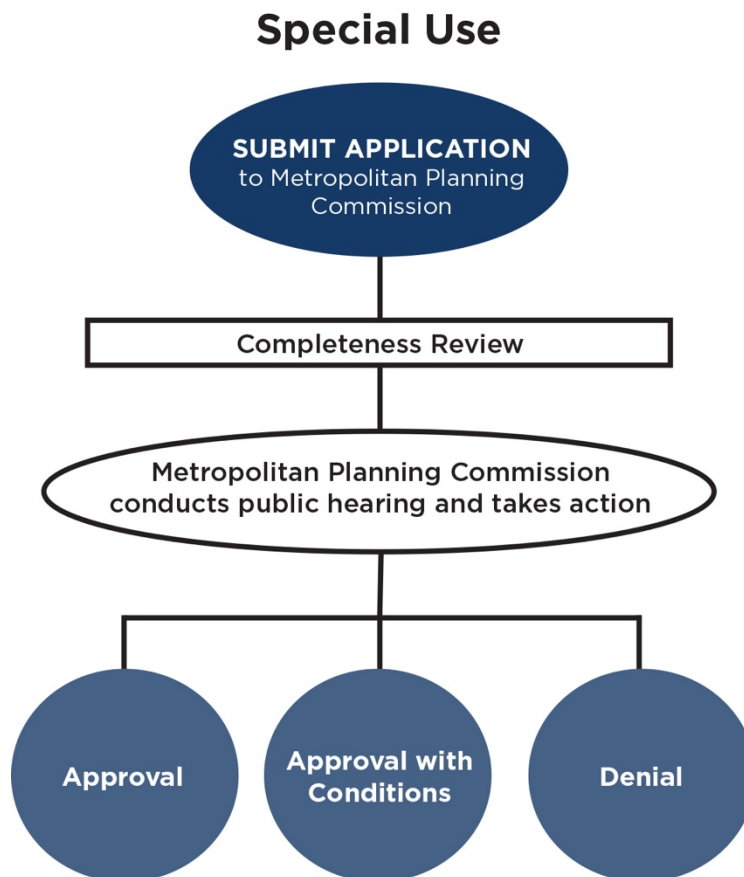 Special Use
SUBMIT APPLICATION
to Metropolitan Planning
Commission
Completeness Review
Metropolitan Planning Commission
conducts public hearing and takes action
Approval
Approval with
Conditions
Denial